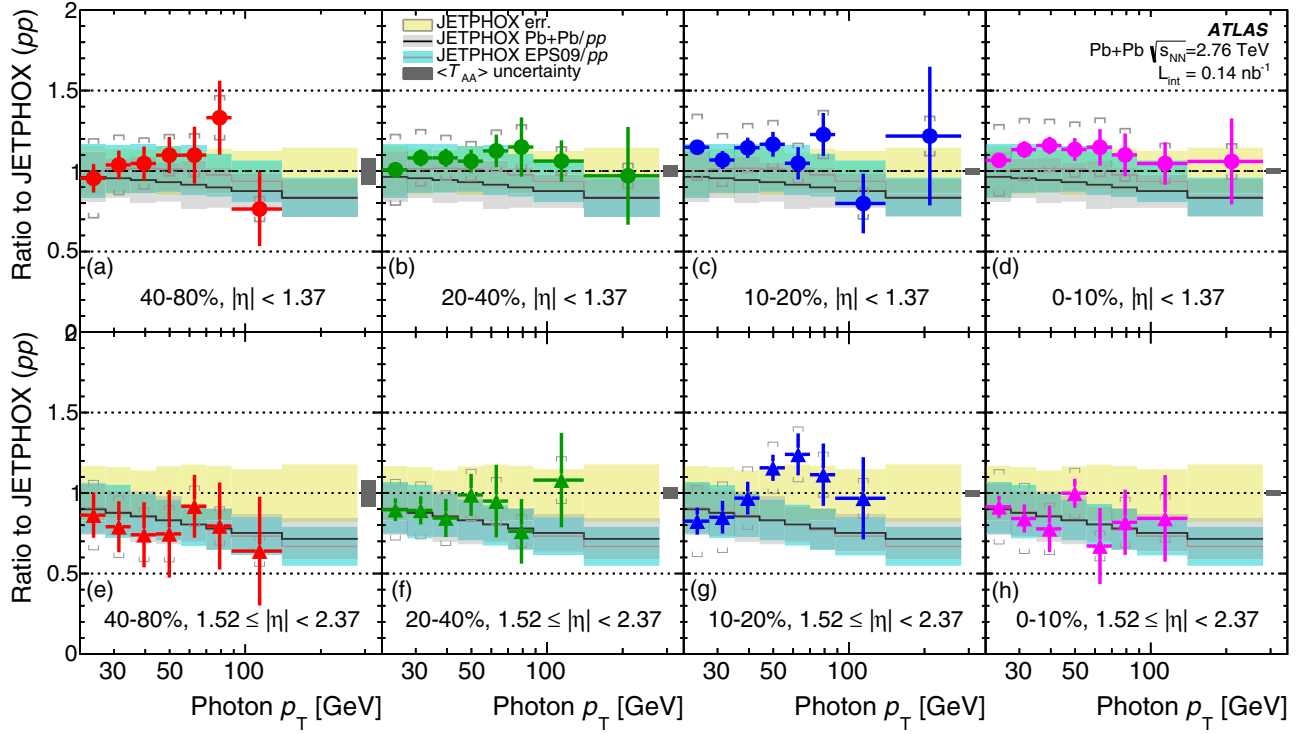 JETPHOX err.
JETPHOX Pb+Pb/pp
JETPHOX EPS09/pp
<T_AA> uncertainty
ATLAS
Pb+Pb √s_NN=2.76 TeV
L_int = 0.14 nb⁻¹
Ratio to JETPHOX (pp)
2
1.5
1
0.5
(a)
40-80%, |η| < 1.37
(b)
20-40%, |η| < 1.37
(c)
10-20%, |η| < 1.37
(d)
0-10%, |η| < 1.37
Ratio to JETPHOX (pp)
2
1.5
1
0.5
0
(e)
40-80%, 1.52 ≤ |η| < 2.37
(f)
20-40%, 1.52 ≤ |η| < 2.37
(g)
10-20%, 1.52 ≤ |η| < 2.37
(h)
0-10%, 1.52 ≤ |η| < 2.37
30 50 100
30 50 100
30 50 100
30 50 100
Photon p_T [GeV]
Photon p_T [GeV]
Photon p_T [GeV]
Photon p_T [GeV]